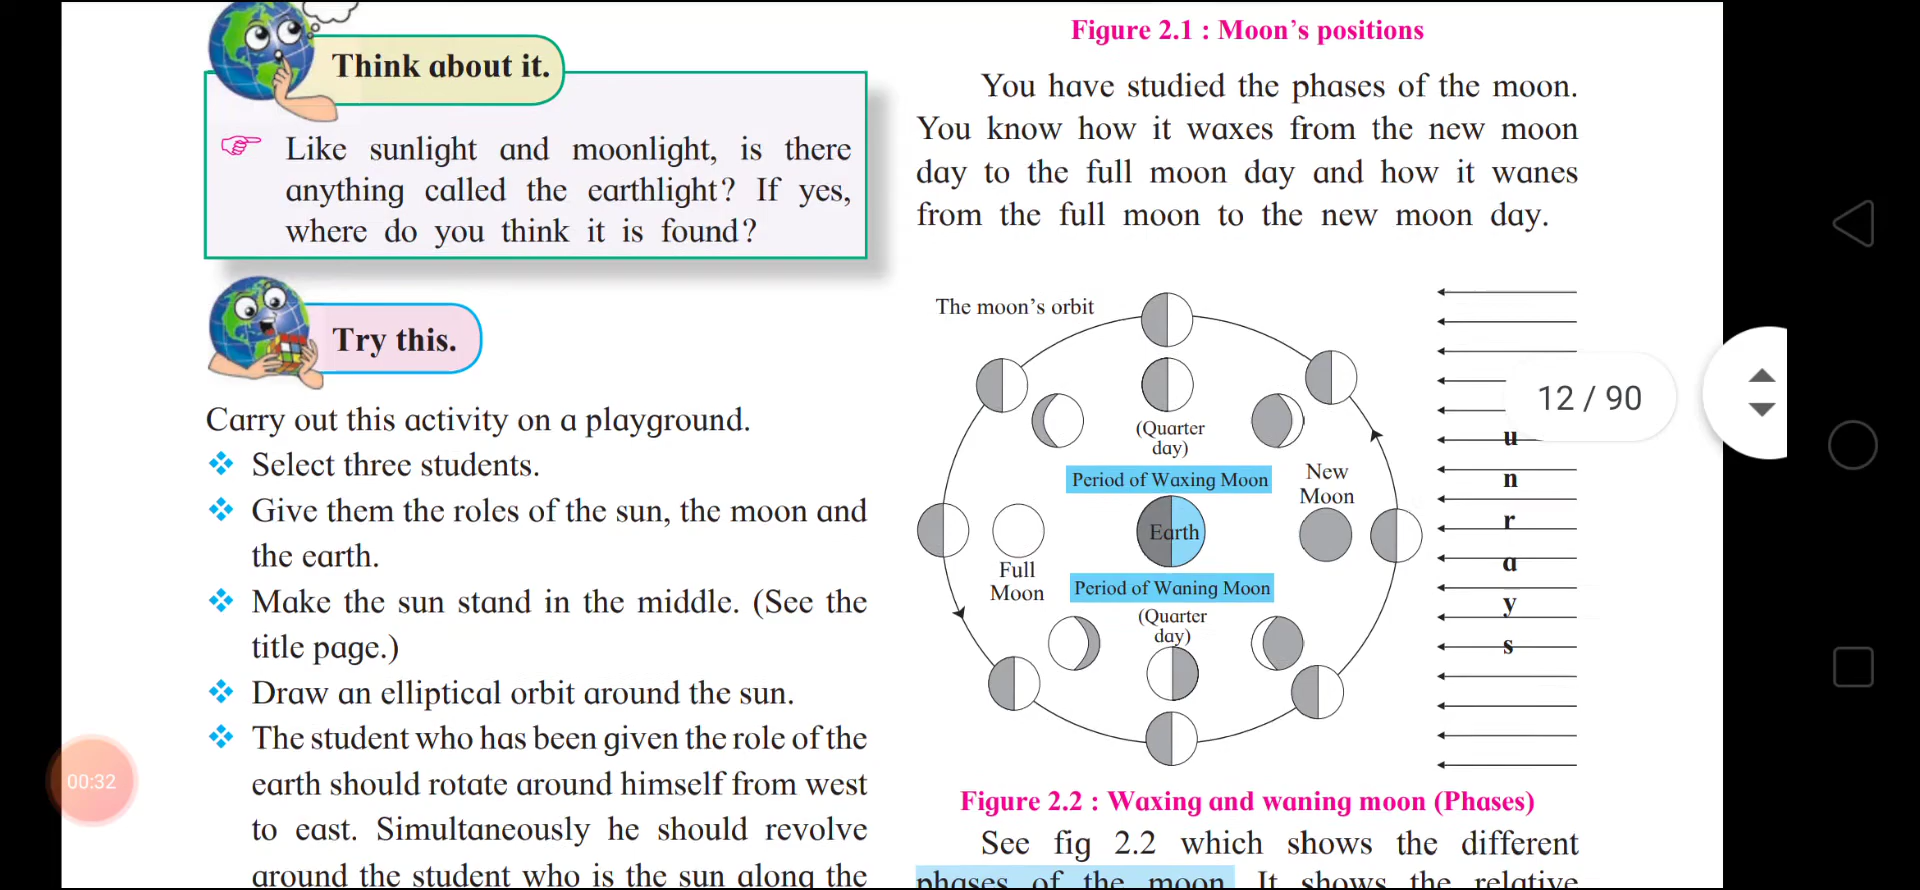 Think about it.
Like sunlight and moonlight, is there
anything called the earthlight? If yes,
where do you think it is found?
Try this.
Carry out this activity on a playground.
Select three students.
Give them the roles of the sun, the moon and
the earth.
Make the sun stand in the middle. (See the
title page.)
Draw an elliptical orbit around the sun.
The student who has been given the role of the
earth should rotate around himself from west
to east. Simultaneously he should revolve
around the student who is the sun along the
00:32
Figure 2.1 : Moon's positions
You have studied the phases of the moon.
You know how it waxes from the new moon
day to the full moon day and how it wanes
from the full moon to the new moon day.
The moon's orbit
(Quarter
day)
Period of Waxing Moon
New
Moon
Earth
Full
Moon
Period of Waning Moon
(Quarter
day)
u
n
r
a
y
s
12 / 90
Figure 2.2 : Waxing and waning moon (Phases)
See fig 2.2 which shows the different
phases of the moon. It shows the relative